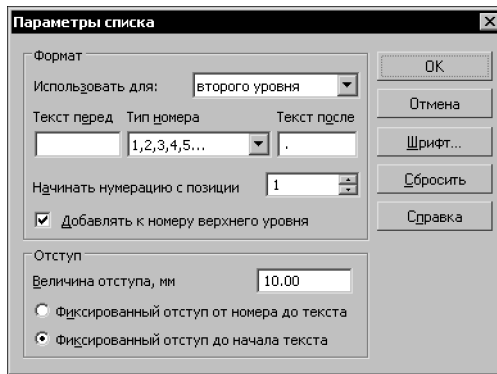 Параметры списка
Формат
Использовать для: второго уровня
Текст перед Тип номера Текст после
1,2,3,4,5... .
Начинать нумерацию с позиции 1
Добавлять к номеру верхнего уровня
Отступ
Величина отступа, мм 10.00
Фиксированный отступ от номера до текста
Фиксированный отступ до начала текста
OK
Отмена
Шрифт...
Сбросить
Справка